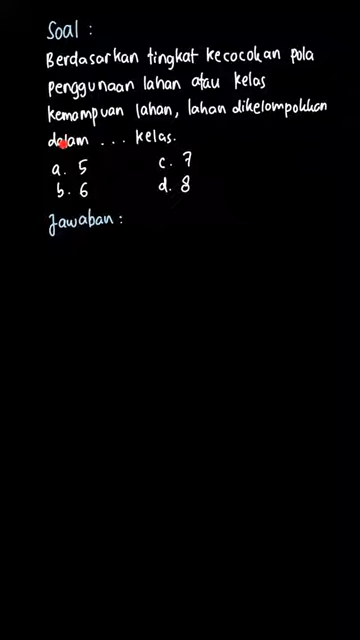 Soal :
Berdasarkan tingkat kecocokan pola
penggunaan lahan atau kelas
kemampuan lahan, lahan dikelompokkan
dalam ... kelas.
a. 5 c. 7
b. 6 d. 8
Jawaban :